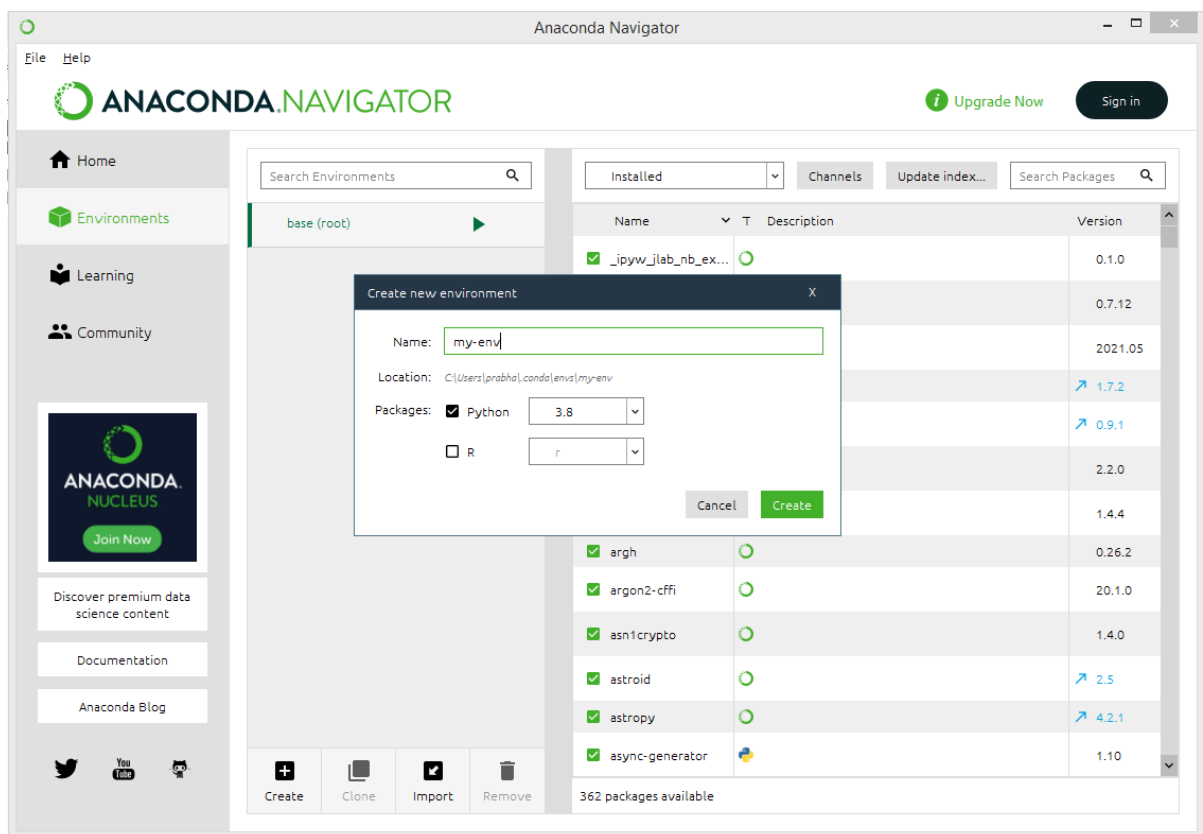 Anaconda Navigator
File Help
ANACONDA.NAVIGATOR
Upgrade Now
Sign in
Home
Environments
Learning
Community
ANACONDA.
NUCLEUS
Join Now
Discover premium data
science content
Documentation
Anaconda Blog
You
Tube
Search Environments
base (root)
Create Clone Import Remove
Installed Channels Update index... Search Packages
Name T Description Version
_ipyw_jlab_nb_ex... 0.1.0
0.7.12
2021.05
1.7.2
0.9.1
2.2.0
1.4.4
argh 0.26.2
argon2-cffi 20.1.0
asn1crypto 1.4.0
astroid 2.5
astropy 4.2.1
async-generator 1.10
362 packages available
Create new environment X
Name: my-env
Location: C:\Users\prabha\.conda\envs\my-env
Packages: Python 3.8
R r
Cancel Create